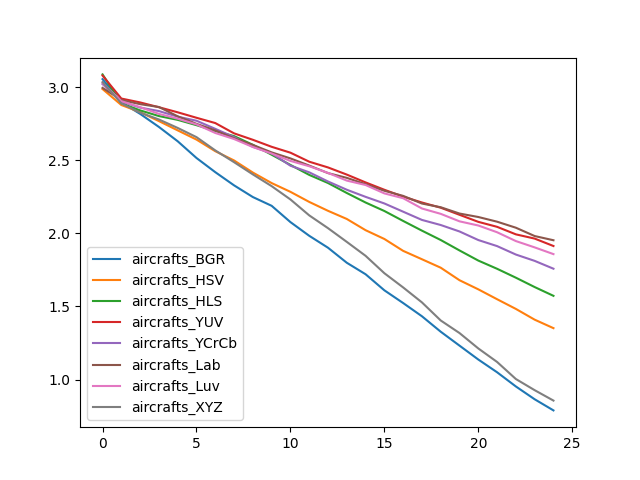 3.0
2.5
2.0
1.5
1.0
aircrafts_BGR
aircrafts_HSV
aircrafts_HLS
aircrafts_YUV
aircrafts_YCrCb
aircrafts_Lab
aircrafts_Luv
aircrafts_XYZ
0 5 10 15 20 25